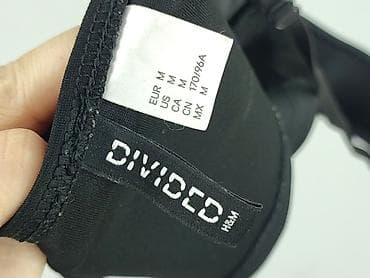 EUR M
US M
CA M
CN 170/96A
MX M
DIVIDED
H&M